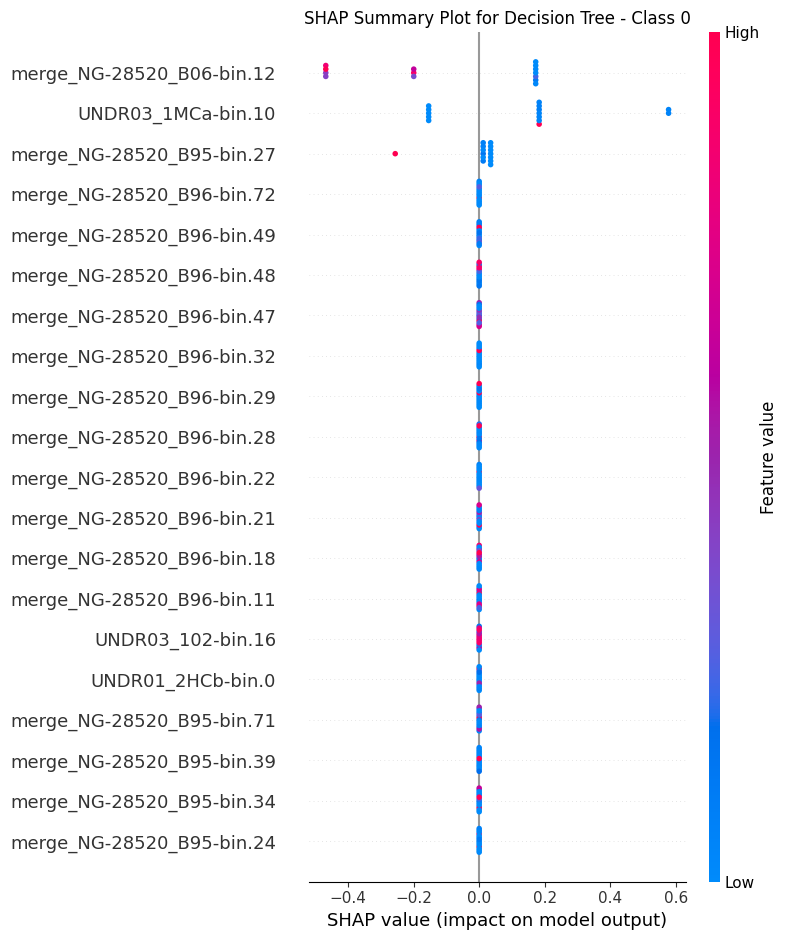 SHAP Summary Plot for Decision Tree - Class 0
High
merge_NG-28520_B06-bin.12
UNDR03_1MCa-bin.10
merge_NG-28520_B95-bin.27
merge_NG-28520_B96-bin.72
merge_NG-28520_B96-bin.49
merge_NG-28520_B96-bin.48
merge_NG-28520_B96-bin.47
merge_NG-28520_B96-bin.32
merge_NG-28520_B96-bin.29
merge_NG-28520_B96-bin.28
merge_NG-28520_B96-bin.22
merge_NG-28520_B96-bin.21
merge_NG-28520_B96-bin.18
merge_NG-28520_B96-bin.11
UNDR03_102-bin.16
UNDR01_2HCb-bin.0
merge_NG-28520_B95-bin.71
merge_NG-28520_B95-bin.39
merge_NG-28520_B95-bin.34
merge_NG-28520_B95-bin.24
Feature value
Low
−0.4 −0.2 0.0 0.2 0.4 0.6
SHAP value (impact on model output)